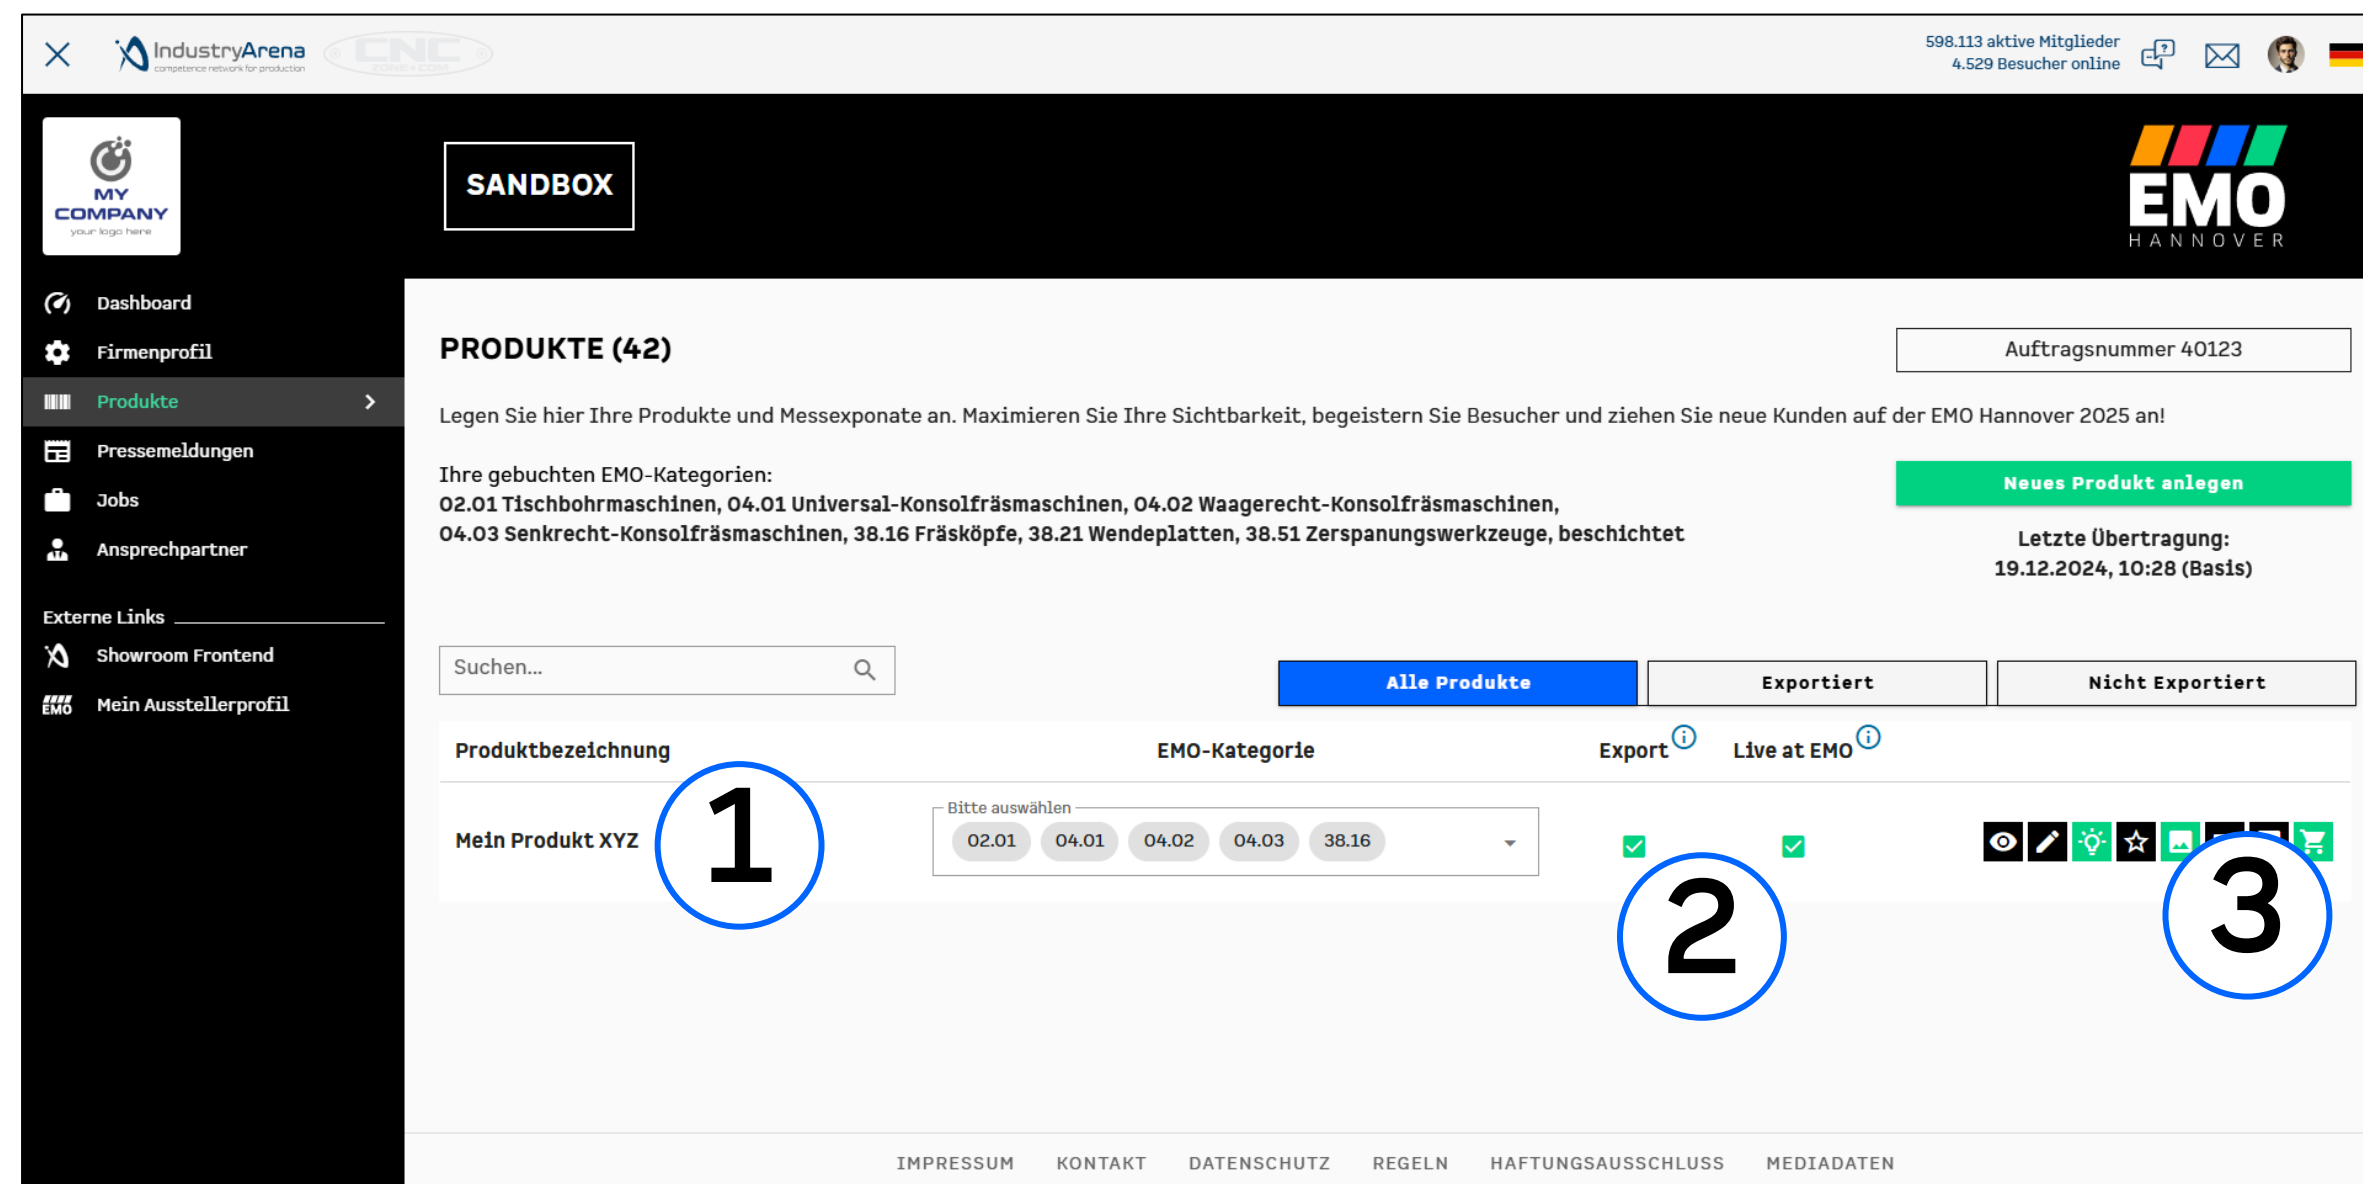 IndustryArena
competence network for production
CNC
ZONE.COM
598.113 aktive Mitglieder
4.529 Besucher online
MY
COMPANY
your logo here
SANDBOX
EMO
HANNOVER
Dashboard
Firmenprofil
Produkte
Pressemeldungen
Jobs
Ansprechpartner
Externe Links
Showroom Frontend
EMO
Mein Ausstellerprofil
PRODUKTE (42)
Auftragsnummer 40123
Legen Sie hier Ihre Produkte und Messexponate an. Maximieren Sie Ihre Sichtbarkeit, begeistern Sie Besucher und ziehen Sie neue Kunden auf der EMO Hannover 2025 an!
Ihre gebuchten EMO-Kategorien:
02.01 Tischbohrmaschinen, 04.01 Universal-Konsolfräsmaschinen, 04.02 Waagerecht-Konsolfräsmaschinen,
04.03 Senkrecht-Konsolfräsmaschinen, 38.16 Fräsköpfe, 38.21 Wendeplatten, 38.51 Zerspanungswerkzeuge, beschichtet
Neues Produkt anlegen
Letzte Übertragung:
19.12.2024, 10:28 (Basis)
Suchen...
Alle Produkte
Exportiert
Nicht Exportiert
Produktbezeichnung
EMO-Kategorie
Export
Live at EMO
Mein Produkt XYZ
1
Bitte auswählen
02.01 04.01 04.02 04.03 38.16
2
3
IMPRESSUM KONTAKT DATENSCHUTZ REGELN HAFTUNGSAUSSCHLUSS MEDIADATEN